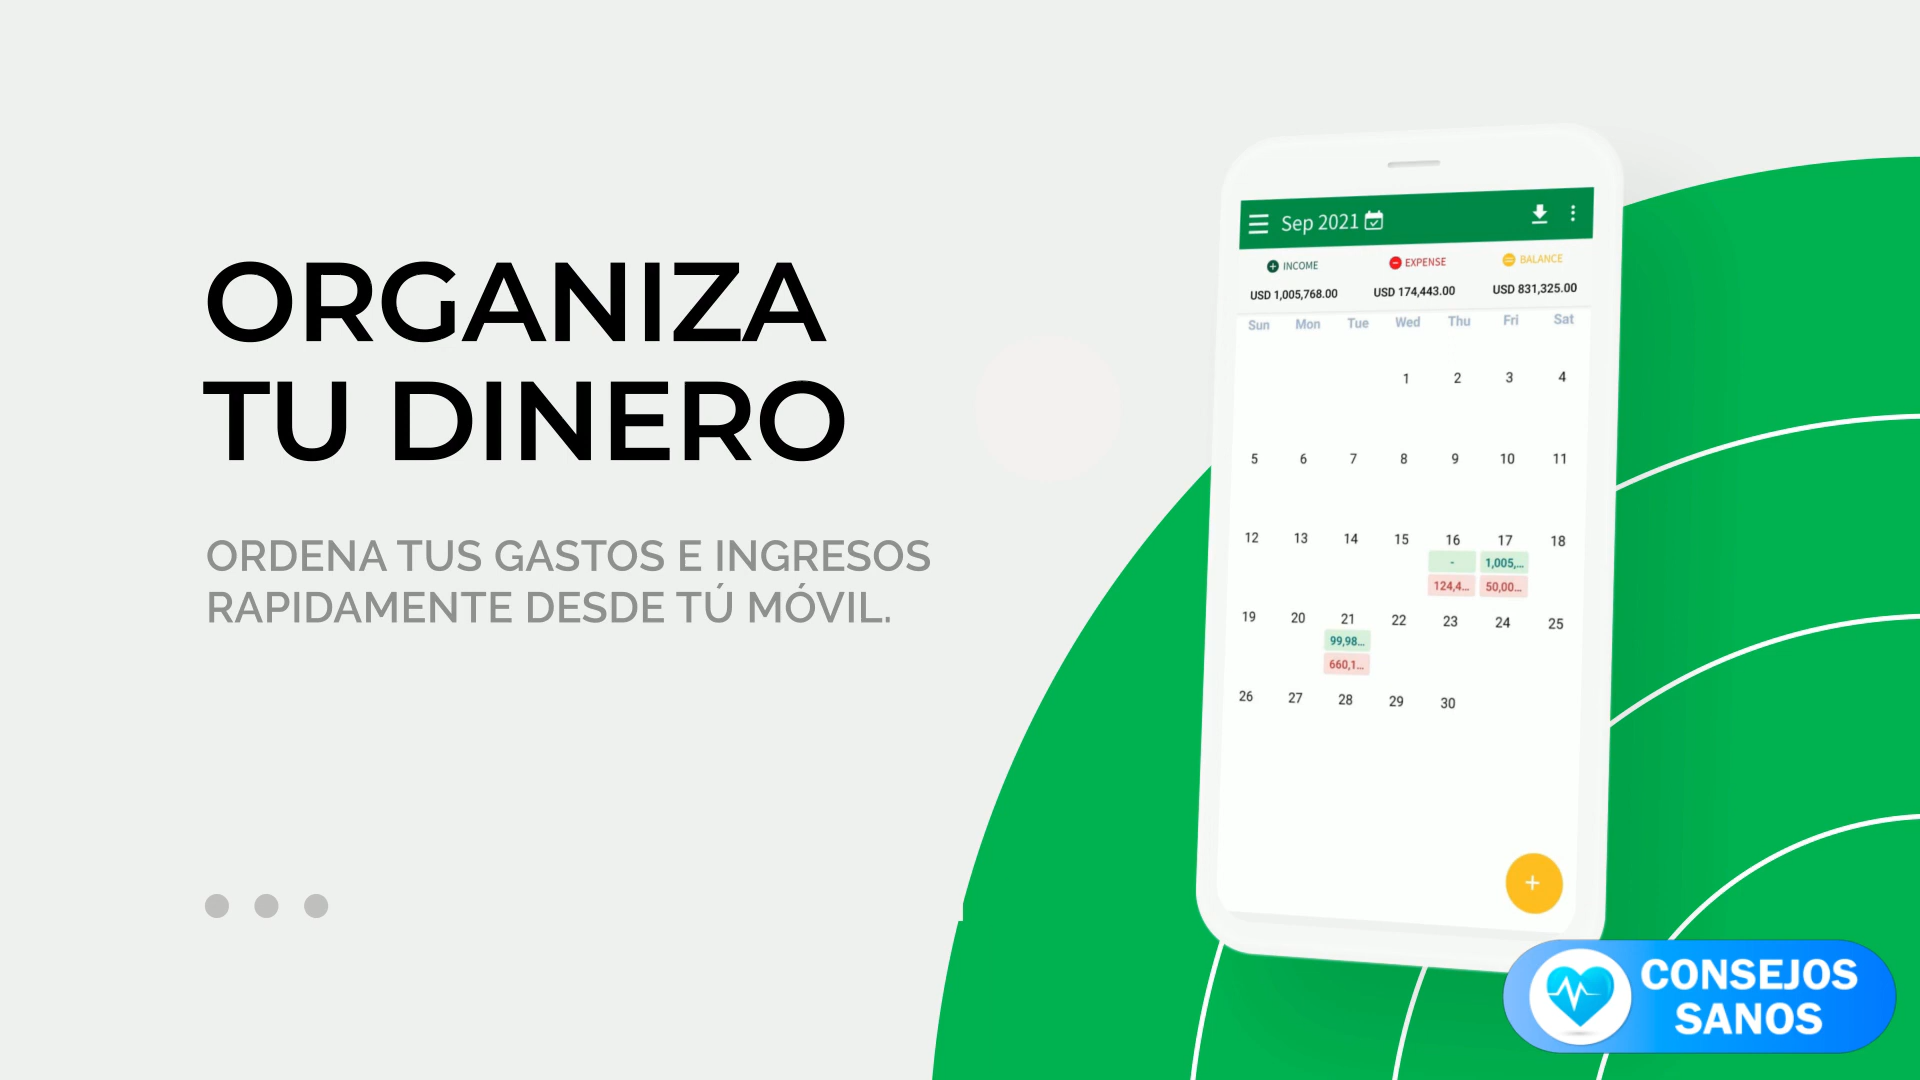 ORGANIZA
TU DINERO
ORDENA TUS GASTOS E INGRESOS
RAPIDAMENTE DESDE TÚ MÓVIL.
Sep 2021
INCOME EXPENSE BALANCE
USD 1,005,768.00 USD 174,443.00 USD 831,325.00
Sun Mon Tue Wed Thu Fri Sat
1 2 3 4
5 6 7 8 9 10 11
12 13 14 15 16 17 18
- 1,005,...
124,4... 50,00...
19 20 21 22 23 24 25
99,98...
660,1...
26 27 28 29 30
+
CONSEJOS
SANOS